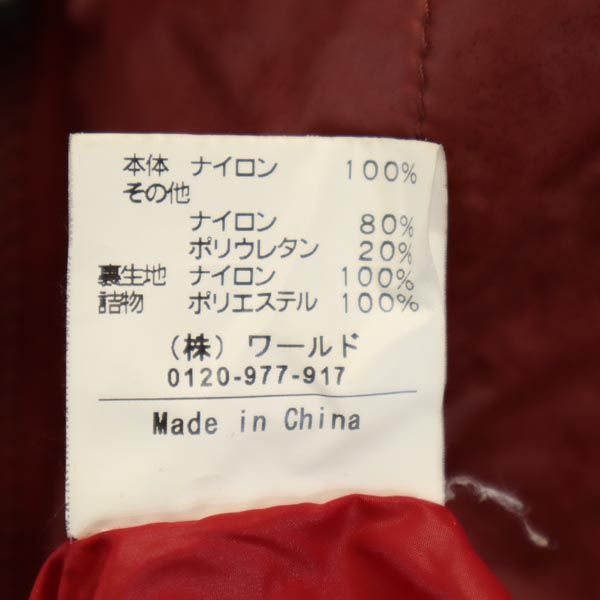 本体 ナイロン 100%
その他
ナイロン 80%
ポリウレタン 20%
裏生地 ナイロン 100%
詰物 ポリエステル 100%
(株) ワールド
0120-977-917
Made in China